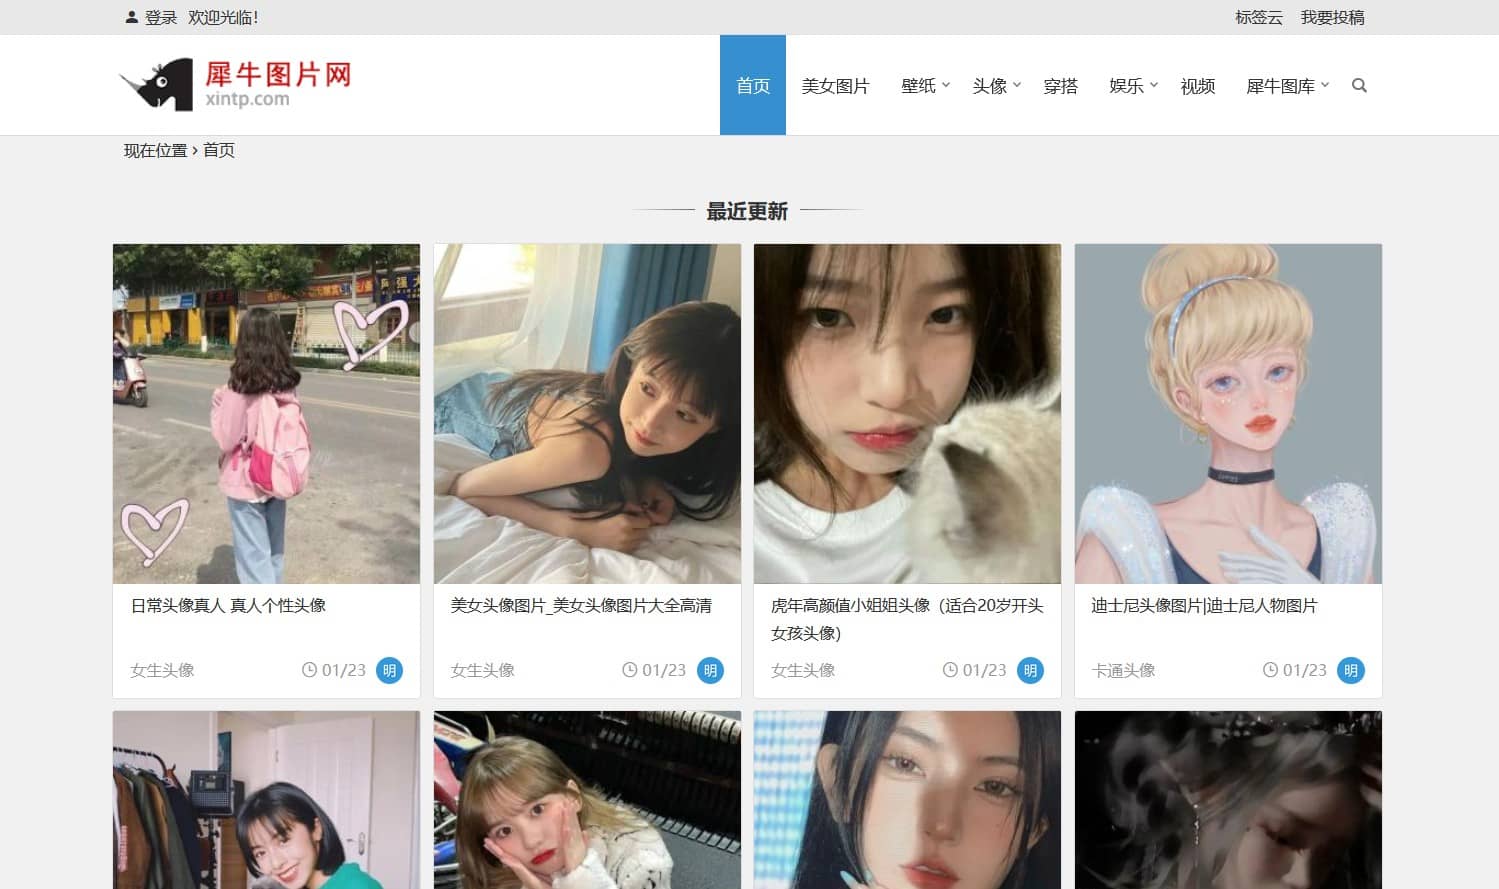 登录 欢迎光临！
标签云 我要投稿
犀牛图片网
xintp.com
首页 美女图片 壁纸 头像 穿搭 娱乐 视频 犀牛图库
现在位置 › 首页
最近更新
日常头像真人 真人个性头像
女生头像 01/23 明
美女头像图片_美女头像图片大全高清
女生头像 01/23 明
虎年高颜值小姐姐头像（适合20岁开头
女孩头像）
女生头像 01/23 明
迪士尼头像图片|迪士尼人物图片
卡通头像 01/23 明